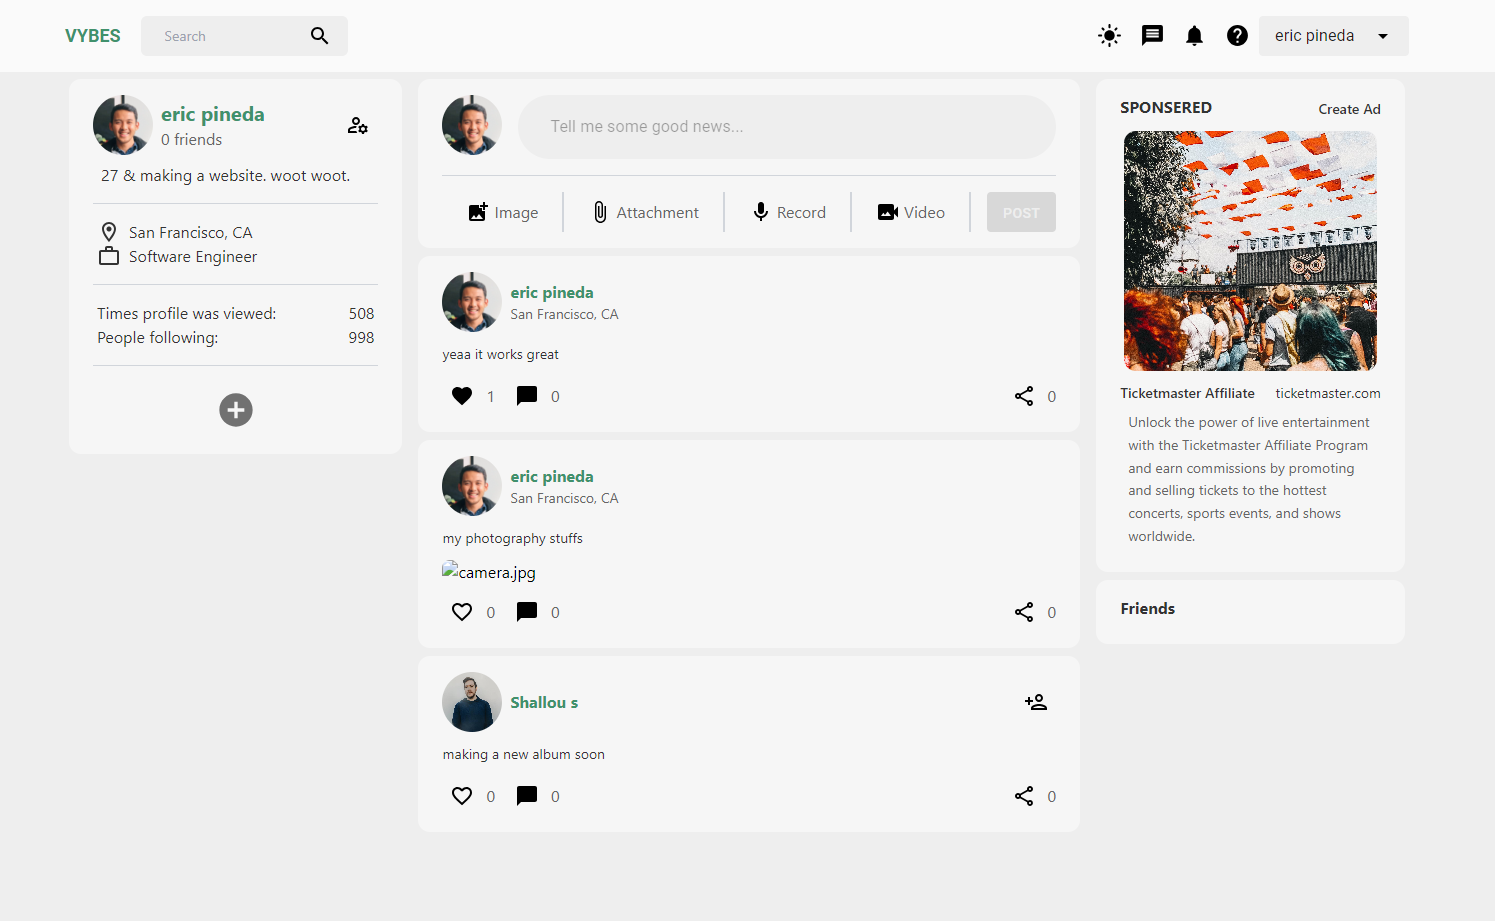 VYBES
Search
eric pineda
eric pineda
0 friends
27 & making a website. woot woot.
San Francisco, CA
Software Engineer
Times profile was viewed: 508
People following: 998
Tell me some good news...
Image
Attachment
Record
Video
POST
eric pineda
San Francisco, CA
yeaa it works great
1
0
0
eric pineda
San Francisco, CA
my photography stuffs
camera.jpg
0
0
0
Shallou s
making a new album soon
0
0
0
SPONSERED
Create Ad
Ticketmaster Affiliate
ticketmaster.com
Unlock the power of live entertainment
with the Ticketmaster Affiliate Program
and earn commissions by promoting
and selling tickets to the hottest
concerts, sports events, and shows
worldwide.
Friends